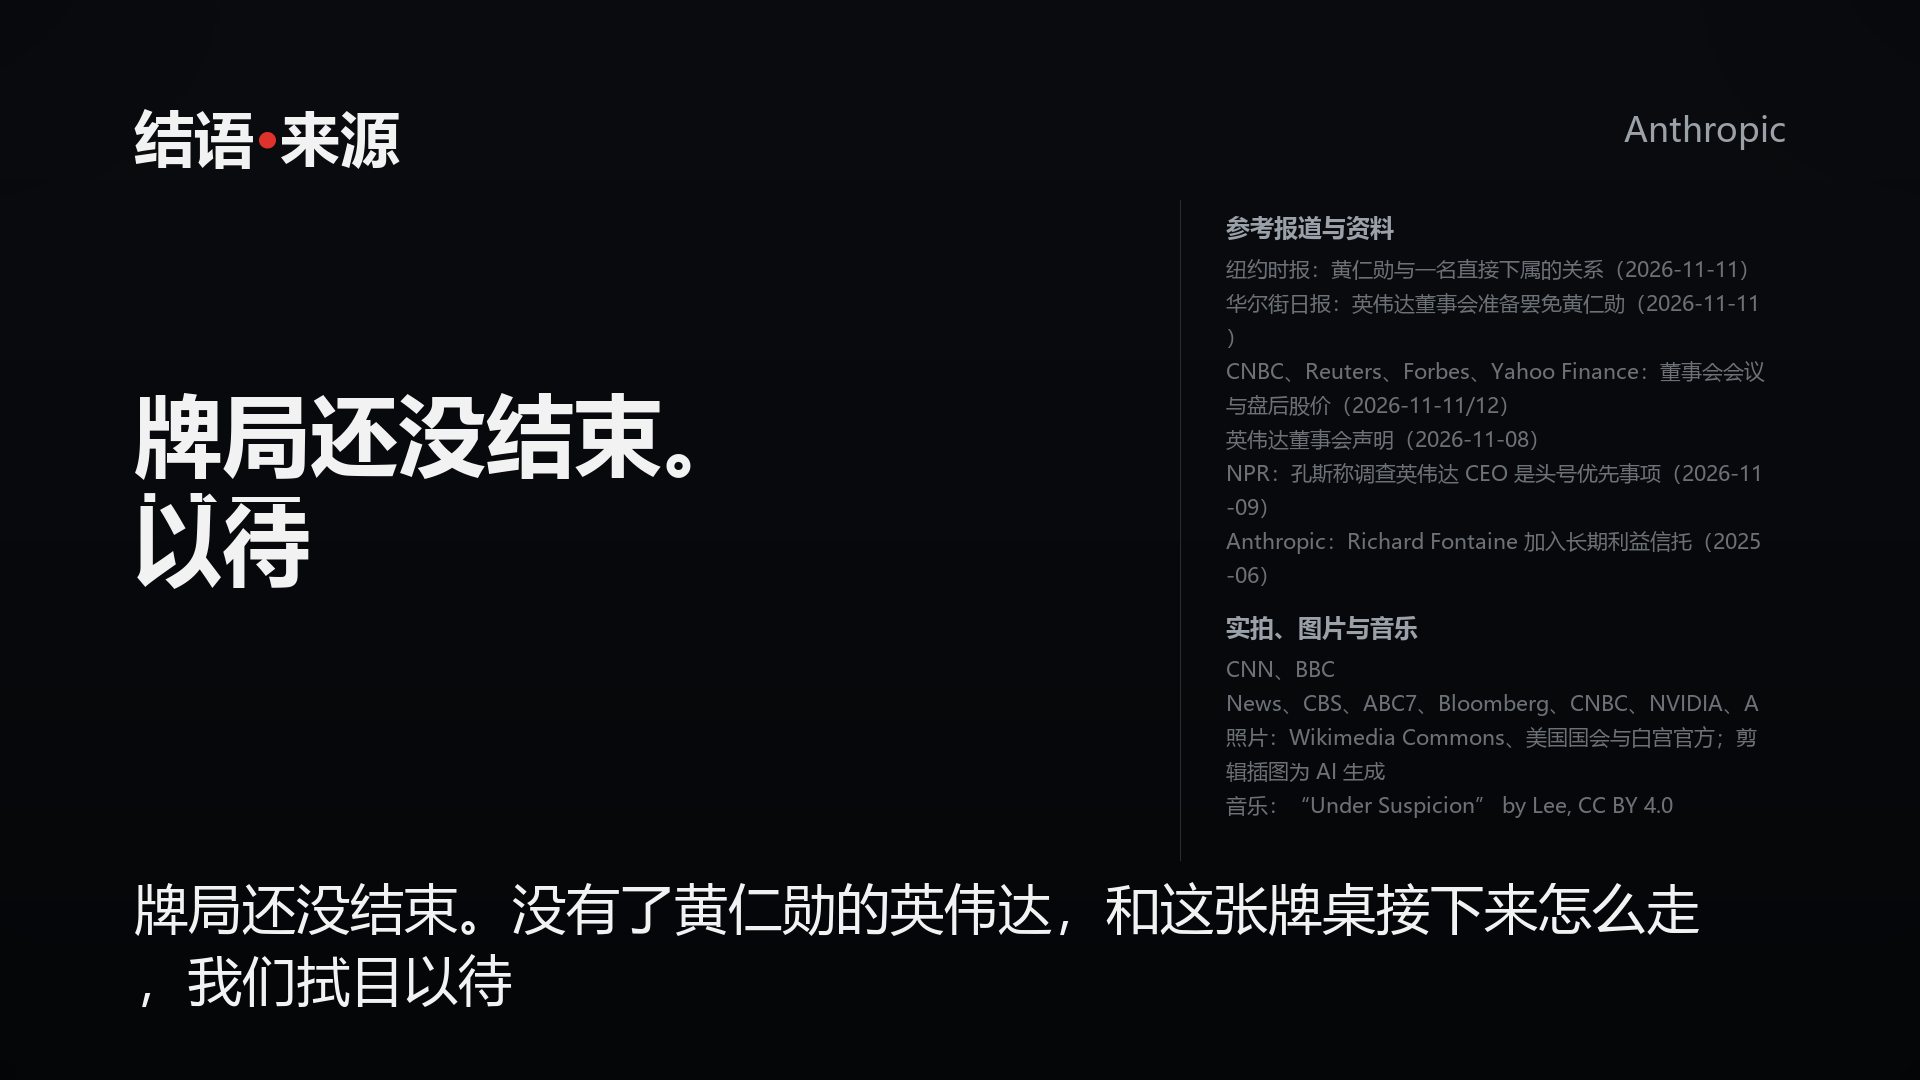 结语·来源
Anthropic
牌局还没结束。
以待
参考报道与资料
纽约时报：黄仁勋与一名直接下属的关系（2026-11-11）
华尔街日报：英伟达董事会准备罢免黄仁勋（2026-11-11
）
CNBC、Reuters、Forbes、Yahoo Finance：董事会会议
与盘后股价（2026-11-11/12）
英伟达董事会声明（2026-11-08）
NPR：孔斯称调查英伟达 CEO 是头号优先事项（2026-11
-09）
Anthropic：Richard Fontaine 加入长期利益信托（2025
-06）
实拍、图片与音乐
CNN、BBC
News、CBS、ABC7、Bloomberg、CNBC、NVIDIA、A
照片：Wikimedia Commons、美国国会与白宫官方；剪
辑插图为 AI 生成
音乐：“Under Suspicion” by Lee, CC BY 4.0
牌局还没结束。没有了黄仁勋的英伟达，和这张牌桌接下来怎么走
，我们拭目以待